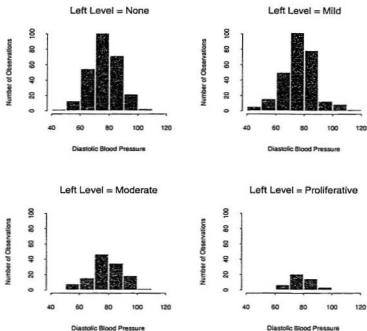 Left Level = None
Number of Observations
0 20 40 60 80 100
40 60 80 100 120
Diastolic Blood Pressure
Left Level = Mild
Number of Observations
0 20 40 60 80 100
40 60 80 100 120
Diastolic Blood Pressure
Left Level = Moderate
Number of Observations
0 20 40 60 80 100
40 60 80 100 120
Diastolic Blood Pressure
Left Level = Proliferative
Number of Observations
0 20 40 60 80 100
40 60 80 100 120
Diastolic Blood Pressure